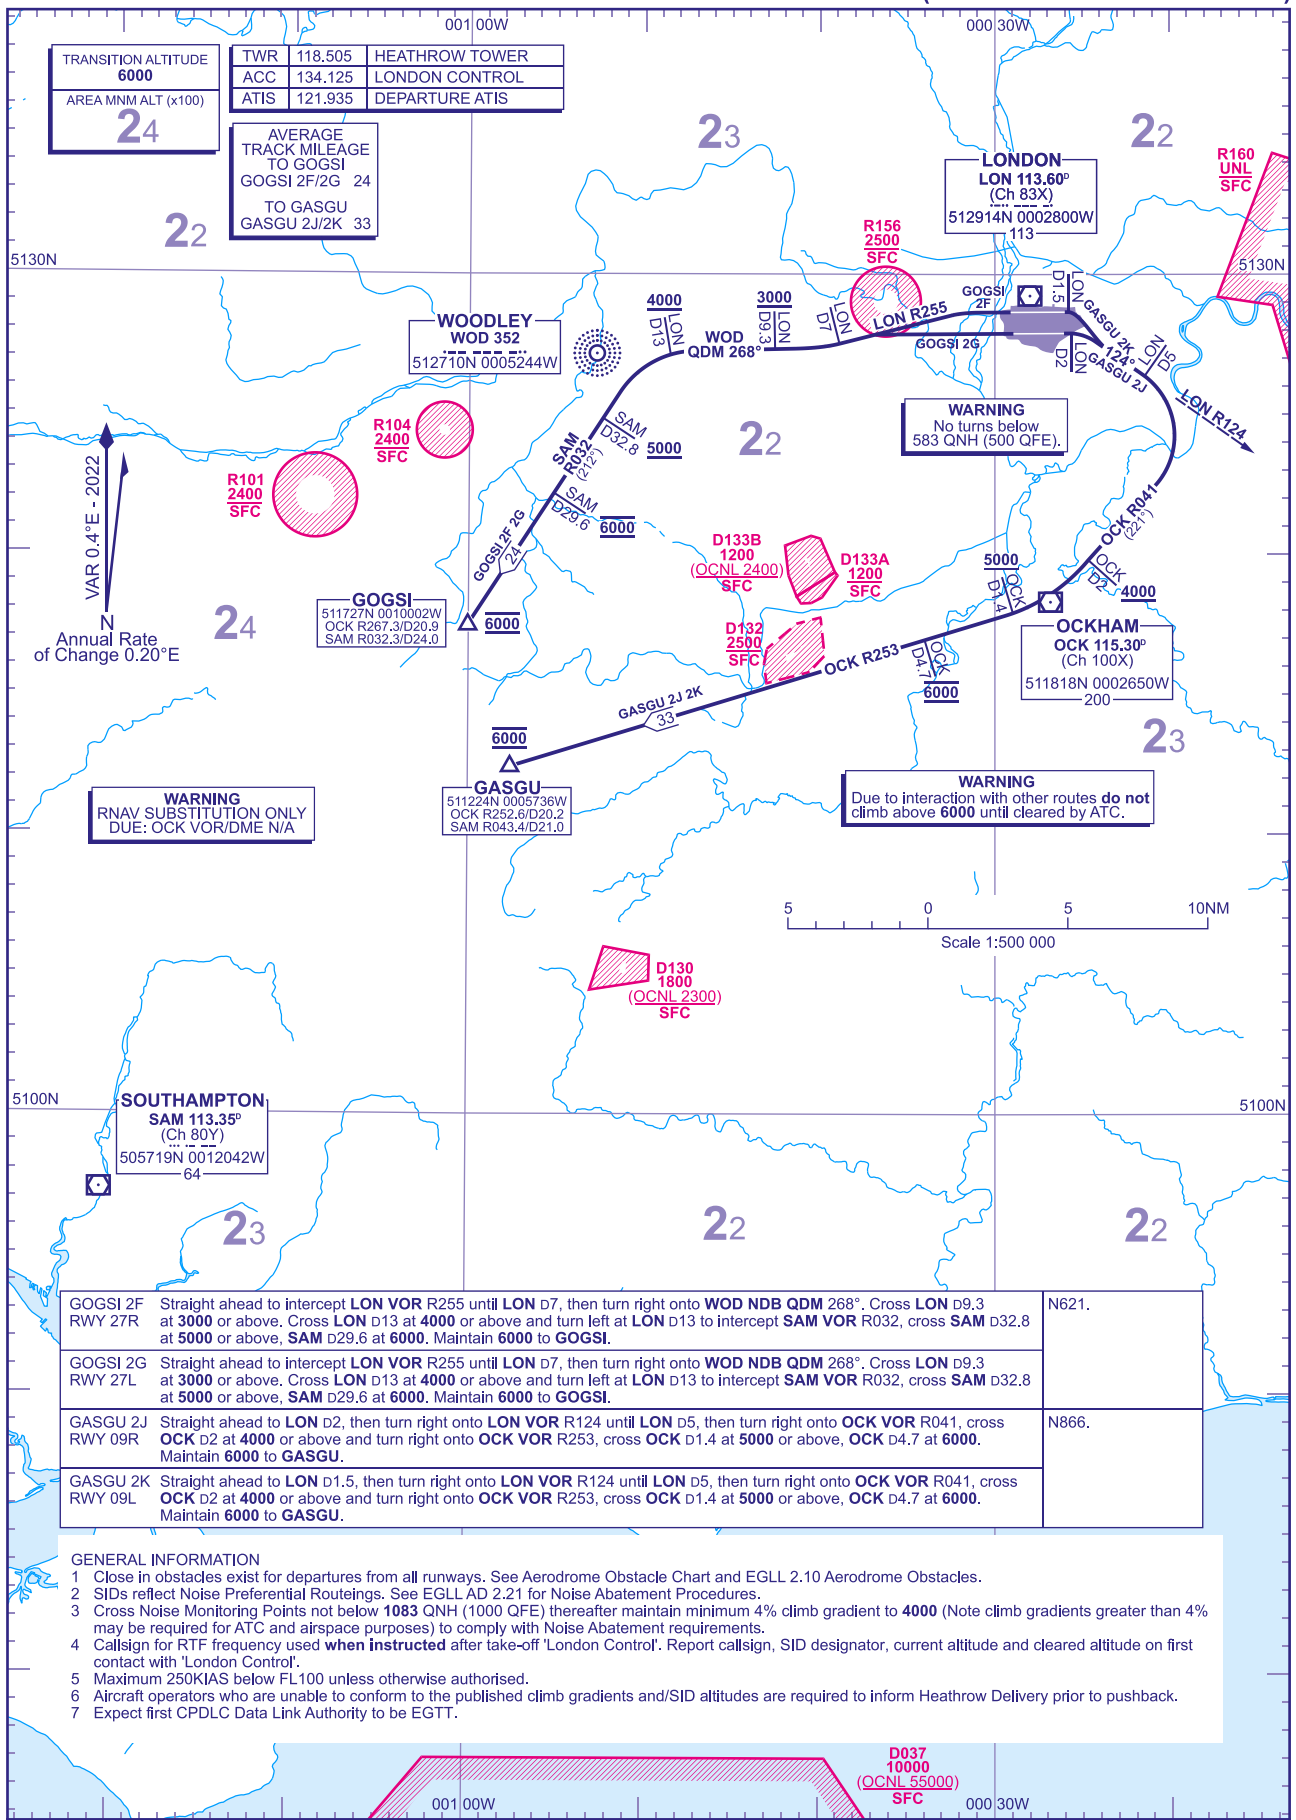 001 00W
000 30W
TRANSITION ALTITUDE
6000
AREA MNM ALT (x100)
24
TWR 118.505 HEATHROW TOWER
ACC 134.125 LONDON CONTROL
ATIS 121.935 DEPARTURE ATIS
AVERAGE
TRACK MILEAGE
TO GOGSI
GOGSI 2F/2G 24
TO GASGU
GASGU 2J/2K 33
23
22
22
LONDON
LON 113.60ᴰ
(Ch 83X)
512914N 0002800W
113
R160
UNL
SFC
R156
2500
SFC
5130N
5130N
WOODLEY
WOD 352
512710N 0005244W
4000
LON
D13
WOD
QDM 268°
3000
LON
D9.3
LON
D7
LON R255
GOGSI
2F
GOGSI 2G
LON
D1.5
LON
D2
GASGU 2K
124°
GASGU 2J
LON
D5
LON R124
WARNING
No turns below
583 QNH (500 QFE).
R104
2400
SFC
R101
2400
SFC
SAM
D32.8
5000
SAM
R032
(212°)
SAM
D29.6
6000
GOGSI 2F 2G
24
22
VAR 0.4°E - 2022
N
Annual Rate
of Change 0.20°E
24
GOGSI
511727N 0010002W
OCK R267.3/D20.9
SAM R032.3/D24.0
6000
D133B
1200
(OCNL 2400)
SFC
D133A
1200
SFC
D132
2500
SFC
OCK R041
(221°)
5000
OCK
D1.4
OCK
D2
4000
OCKHAM
OCK 115.30ᴰ
(Ch 100X)
511818N 0002650W
200
OCK R253
OCK
D4.7
6000
GASGU 2J 2K
33
6000
GASGU
511224N 0005736W
OCK R252.6/D20.2
SAM R043.4/D21.0
23
WARNING
RNAV SUBSTITUTION ONLY
DUE: OCK VOR/DME N/A
WARNING
Due to interaction with other routes do not
climb above 6000 until cleared by ATC.
5 0 5 10NM
Scale 1:500 000
D130
1800
(OCNL 2300)
SFC
5100N
5100N
SOUTHAMPTON
SAM 113.35ᴰ
(Ch 80Y)
505719N 0012042W
64
23
22
22
GOGSI 2F Straight ahead to intercept LON VOR R255 until LON D7, then turn right onto WOD NDB QDM 268°. Cross LON D9.3 N621.
RWY 27R at 3000 or above. Cross LON D13 at 4000 or above and turn left at LON D13 to intercept SAM VOR R032, cross SAM D32.8
at 5000 or above, SAM D29.6 at 6000. Maintain 6000 to GOGSI.
GOGSI 2G Straight ahead to intercept LON VOR R255 until LON D7, then turn right onto WOD NDB QDM 268°. Cross LON D9.3
RWY 27L at 3000 or above. Cross LON D13 at 4000 or above and turn left at LON D13 to intercept SAM VOR R032, cross SAM D32.8
at 5000 or above, SAM D29.6 at 6000. Maintain 6000 to GOGSI.
GASGU 2J Straight ahead to LON D2, then turn right onto LON VOR R124 until LON D5, then turn right onto OCK VOR R041, cross N866.
RWY 09R OCK D2 at 4000 or above and turn right onto OCK VOR R253, cross OCK D1.4 at 5000 or above, OCK D4.7 at 6000.
Maintain 6000 to GASGU.
GASGU 2K Straight ahead to LON D1.5, then turn right onto LON VOR R124 until LON D5, then turn right onto OCK VOR R041, cross
RWY 09L OCK D2 at 4000 or above and turn right onto OCK VOR R253, cross OCK D1.4 at 5000 or above, OCK D4.7 at 6000.
Maintain 6000 to GASGU.
GENERAL INFORMATION
1 Close in obstacles exist for departures from all runways. See Aerodrome Obstacle Chart and EGLL 2.10 Aerodrome Obstacles.
2 SIDs reflect Noise Preferential Routeings. See EGLL AD 2.21 for Noise Abatement Procedures.
3 Cross Noise Monitoring Points not below 1083 QNH (1000 QFE) thereafter maintain minimum 4% climb gradient to 4000 (Note climb gradients greater than 4%
may be required for ATC and airspace purposes) to comply with Noise Abatement requirements.
4 Callsign for RTF frequency used when instructed after take-off 'London Control'. Report callsign, SID designator, current altitude and cleared altitude on first
contact with 'London Control'.
5 Maximum 250KIAS below FL100 unless otherwise authorised.
6 Aircraft operators who are unable to conform to the published climb gradients and/SID altitudes are required to inform Heathrow Delivery prior to pushback.
7 Expect first CPDLC Data Link Authority to be EGTT.
D037
10000
(OCNL 55000)
SFC
001 00W
000 30W